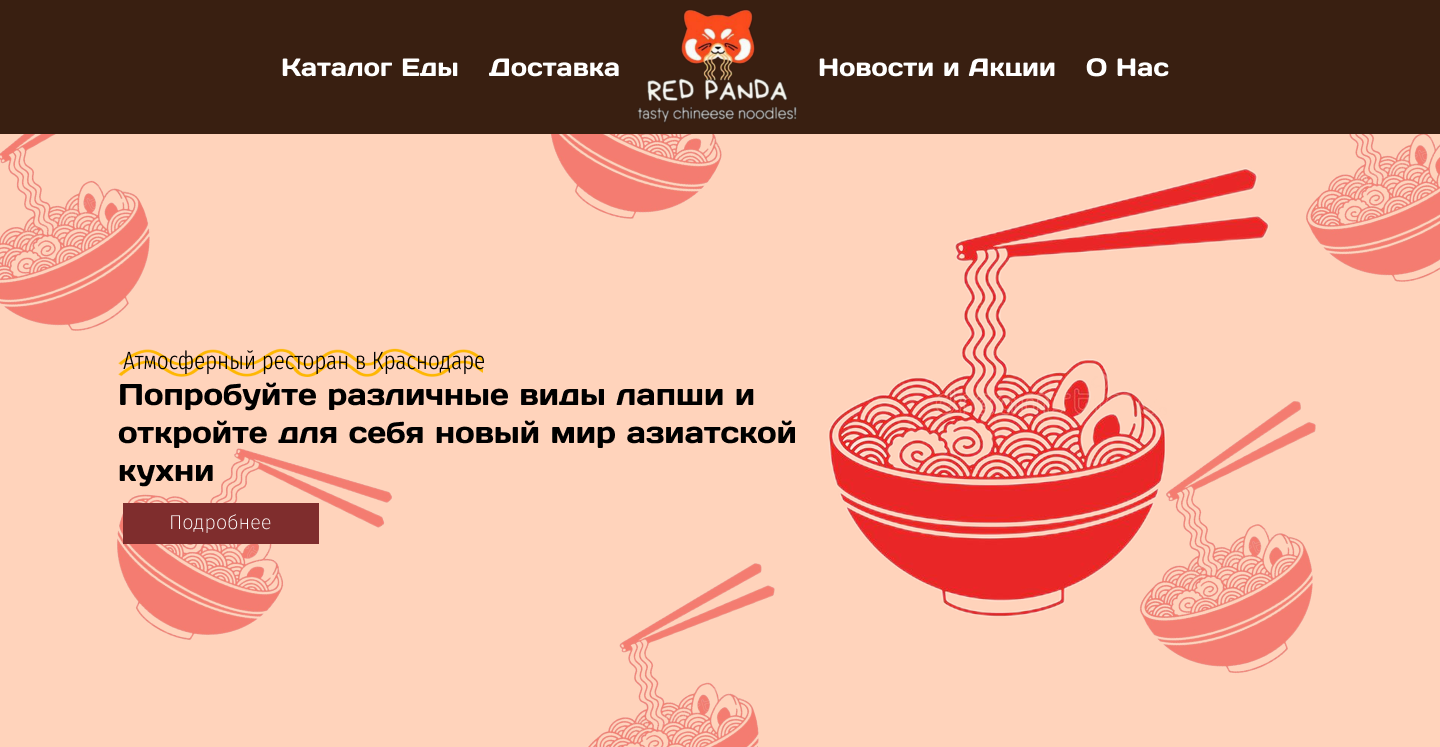 Каталог Еды
Доставка
RED PANDA
tasty chineese noodles!
Новости и Акции
О Нас
Атмосферный ресторан в Краснодаре
Попробуйте различные виды лапши и
откройте для себя новый мир азиатской
кухни
Подробнее